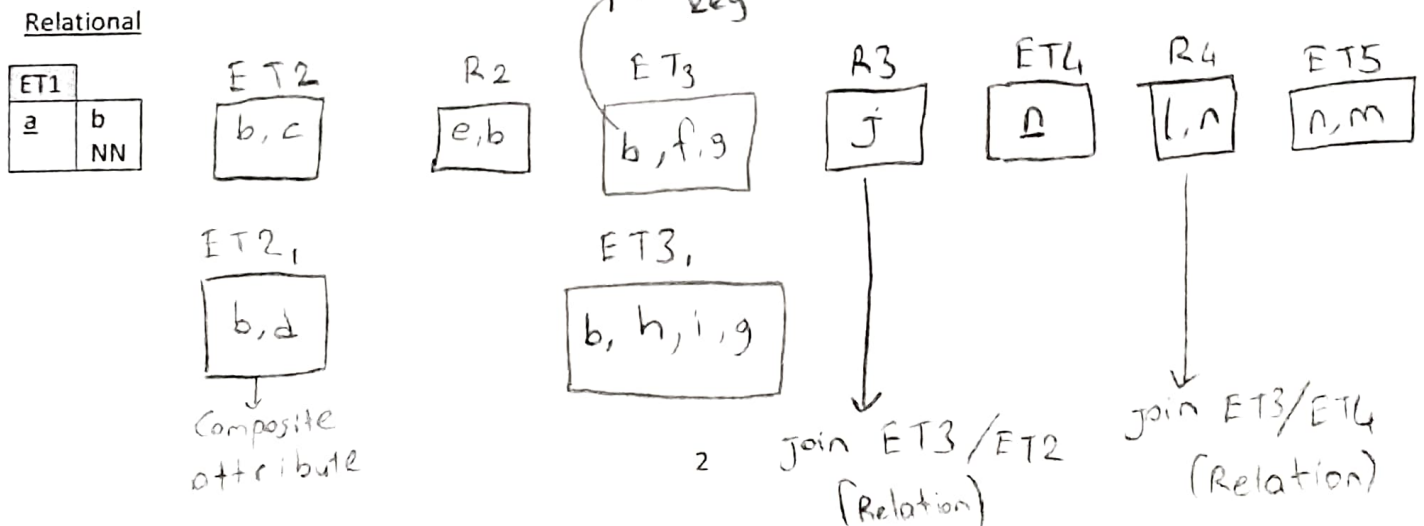 key
Relational
ET1
a b
NN
ET2
b, c
R2
e,b
ET3
b, f, g
R3
j
ET4
n
R4
l, n
ET5
n, m
ET2,
b, d
Composite
attribute
ET3,
b, h, i, g
join ET3/ET2
(Relation)
join ET3/ET4
(Relation)
2